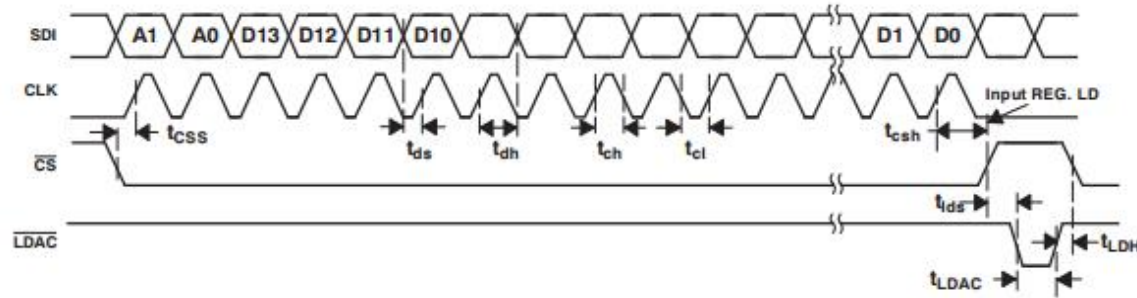 SDI A1 A0 D13 D12 D11 D10 D1 D0
CLK Input REG. LD
tCSS tds tdh tch tcl tcsh
CS
tlds
LDAC tLDH
tLDAC